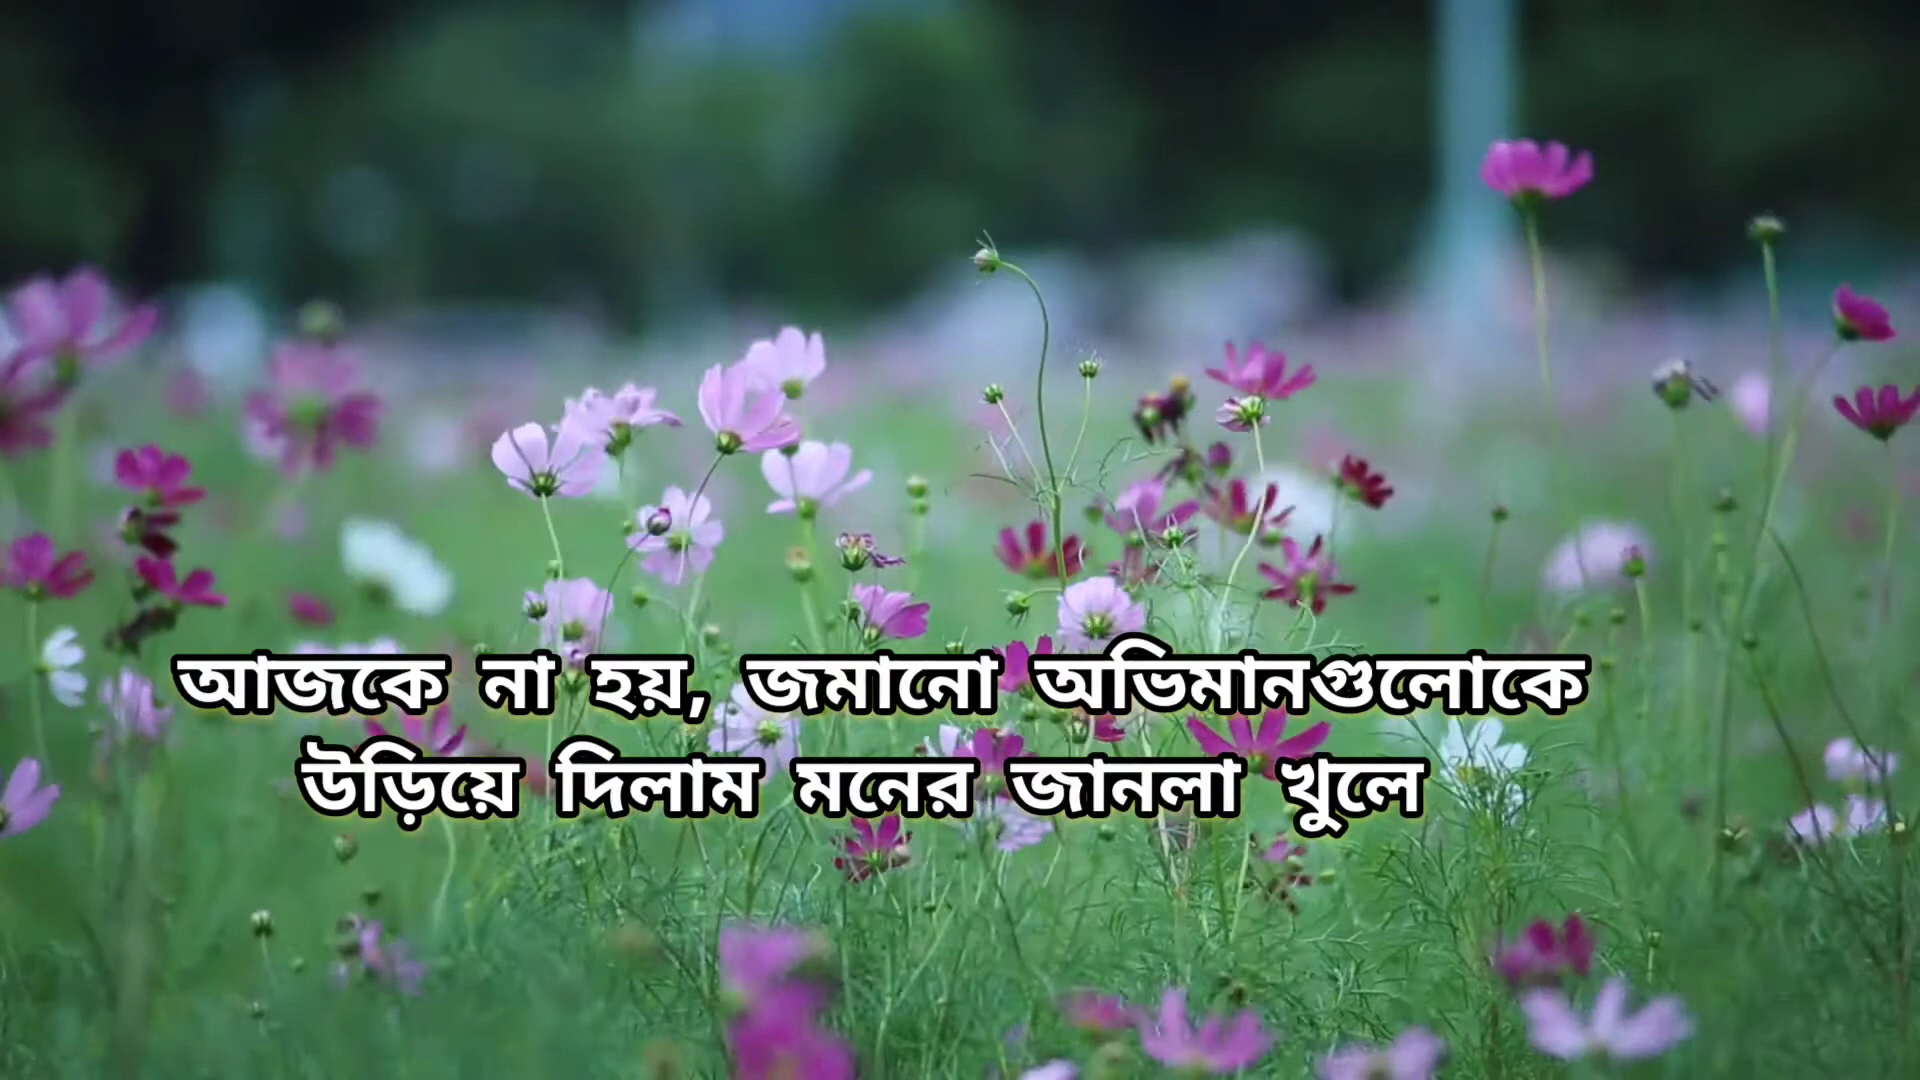 আজকে না হয়, জমানো অভিমানগুলোকে
উড়িয়ে দিলাম মনের জানলা খুলে